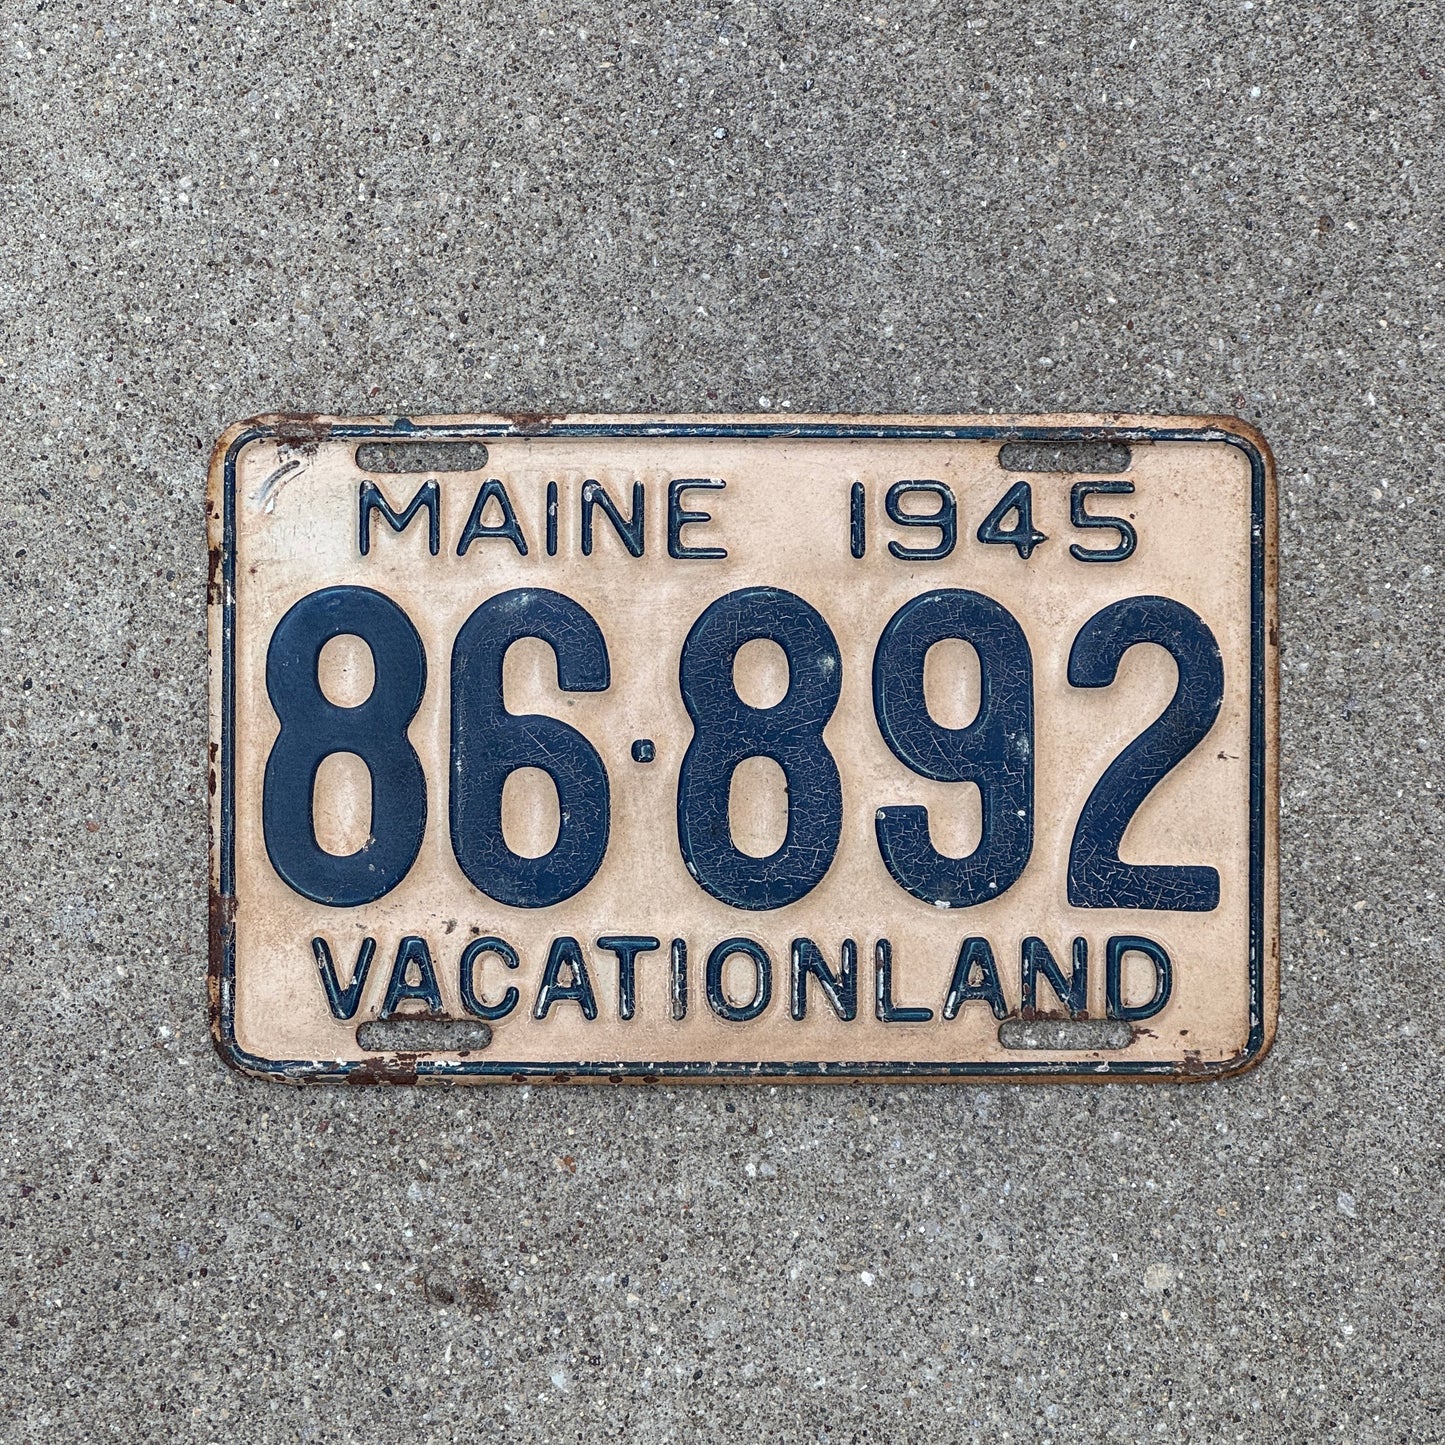 MAINE 1945
86·892
VACATIONLAND